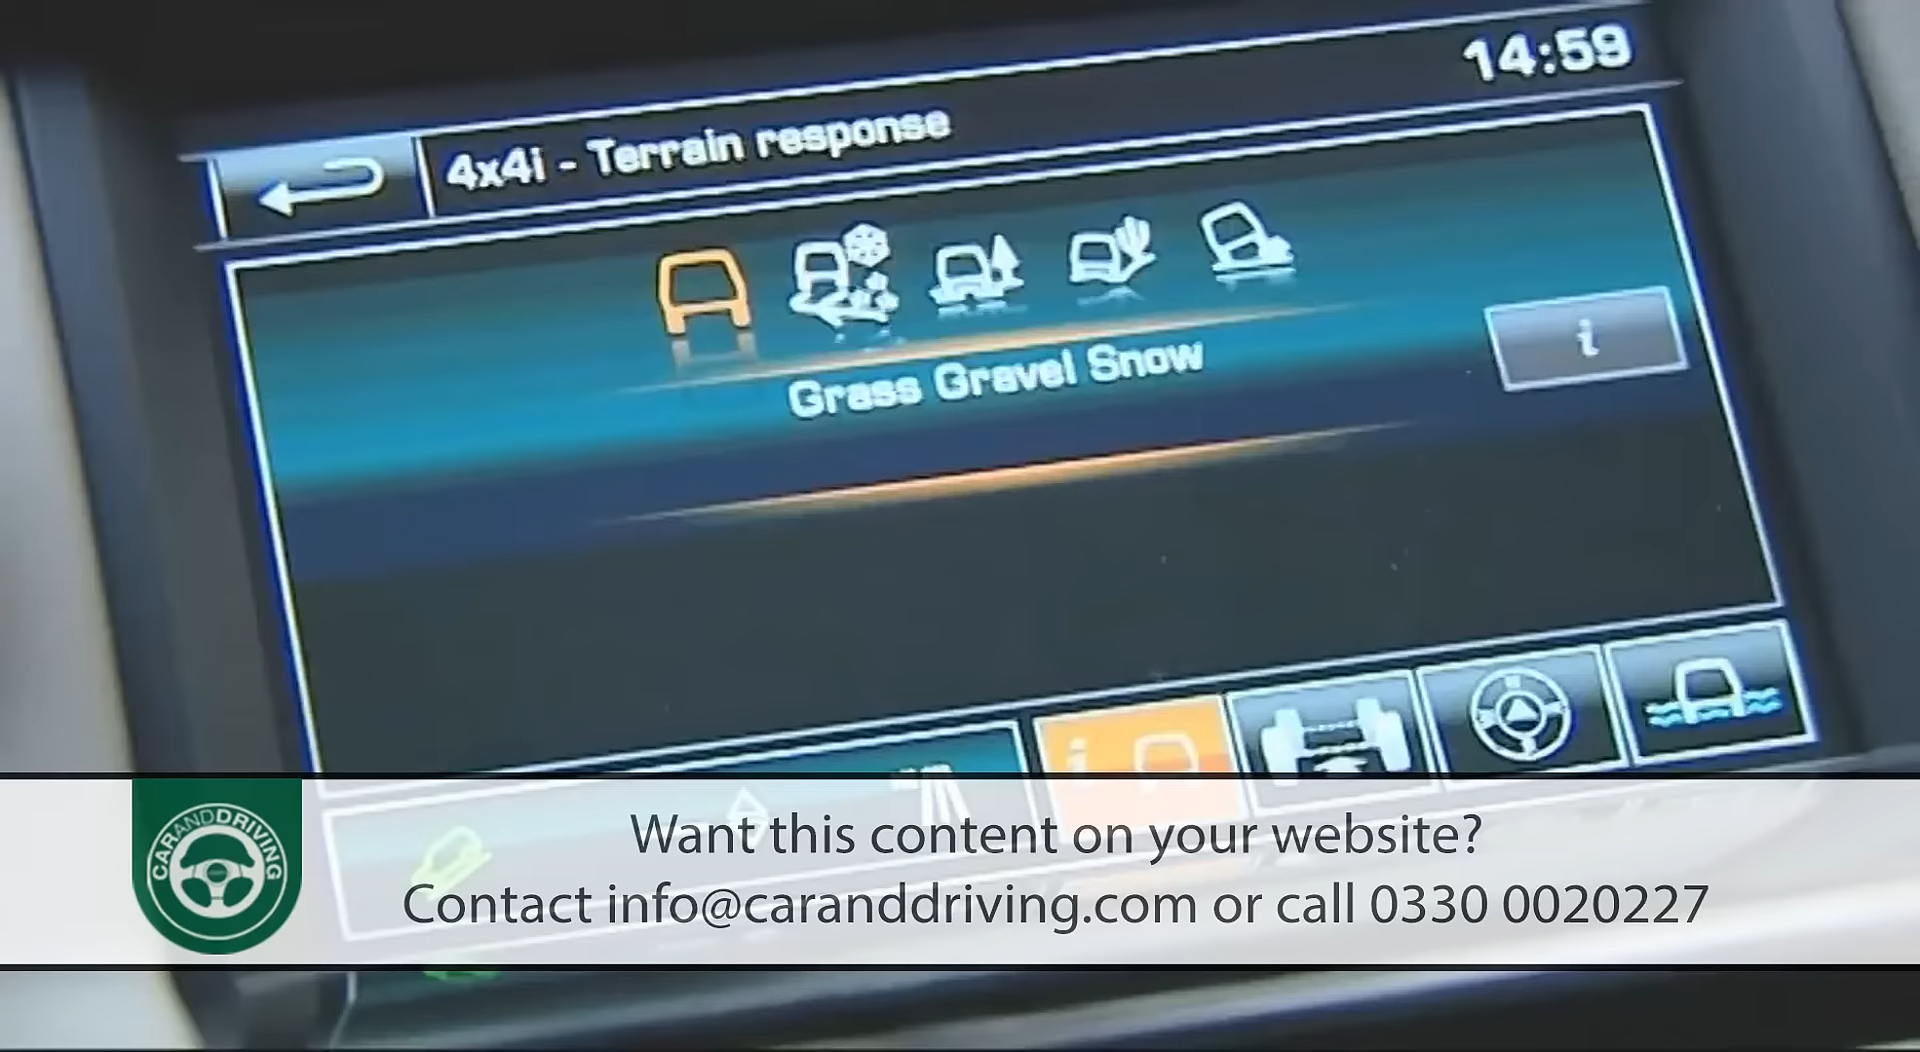 14:59
4x4i - Terrain response
Grass Gravel Snow
i
i
Want this content on your website?
CARANDDRIVING
Contact info@caranddriving.com or call 0330 0020227